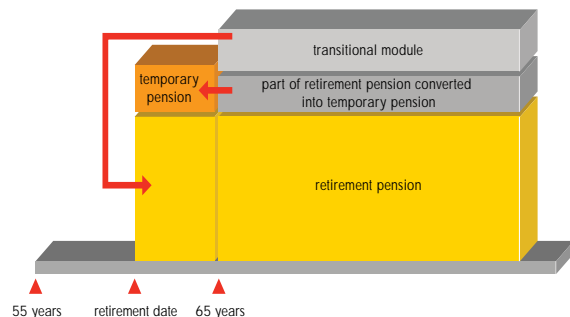 transitional module
temporary
pension
part of retirement pension converted
into temporary pension
retirement pension
55 years
retirement date
65 years